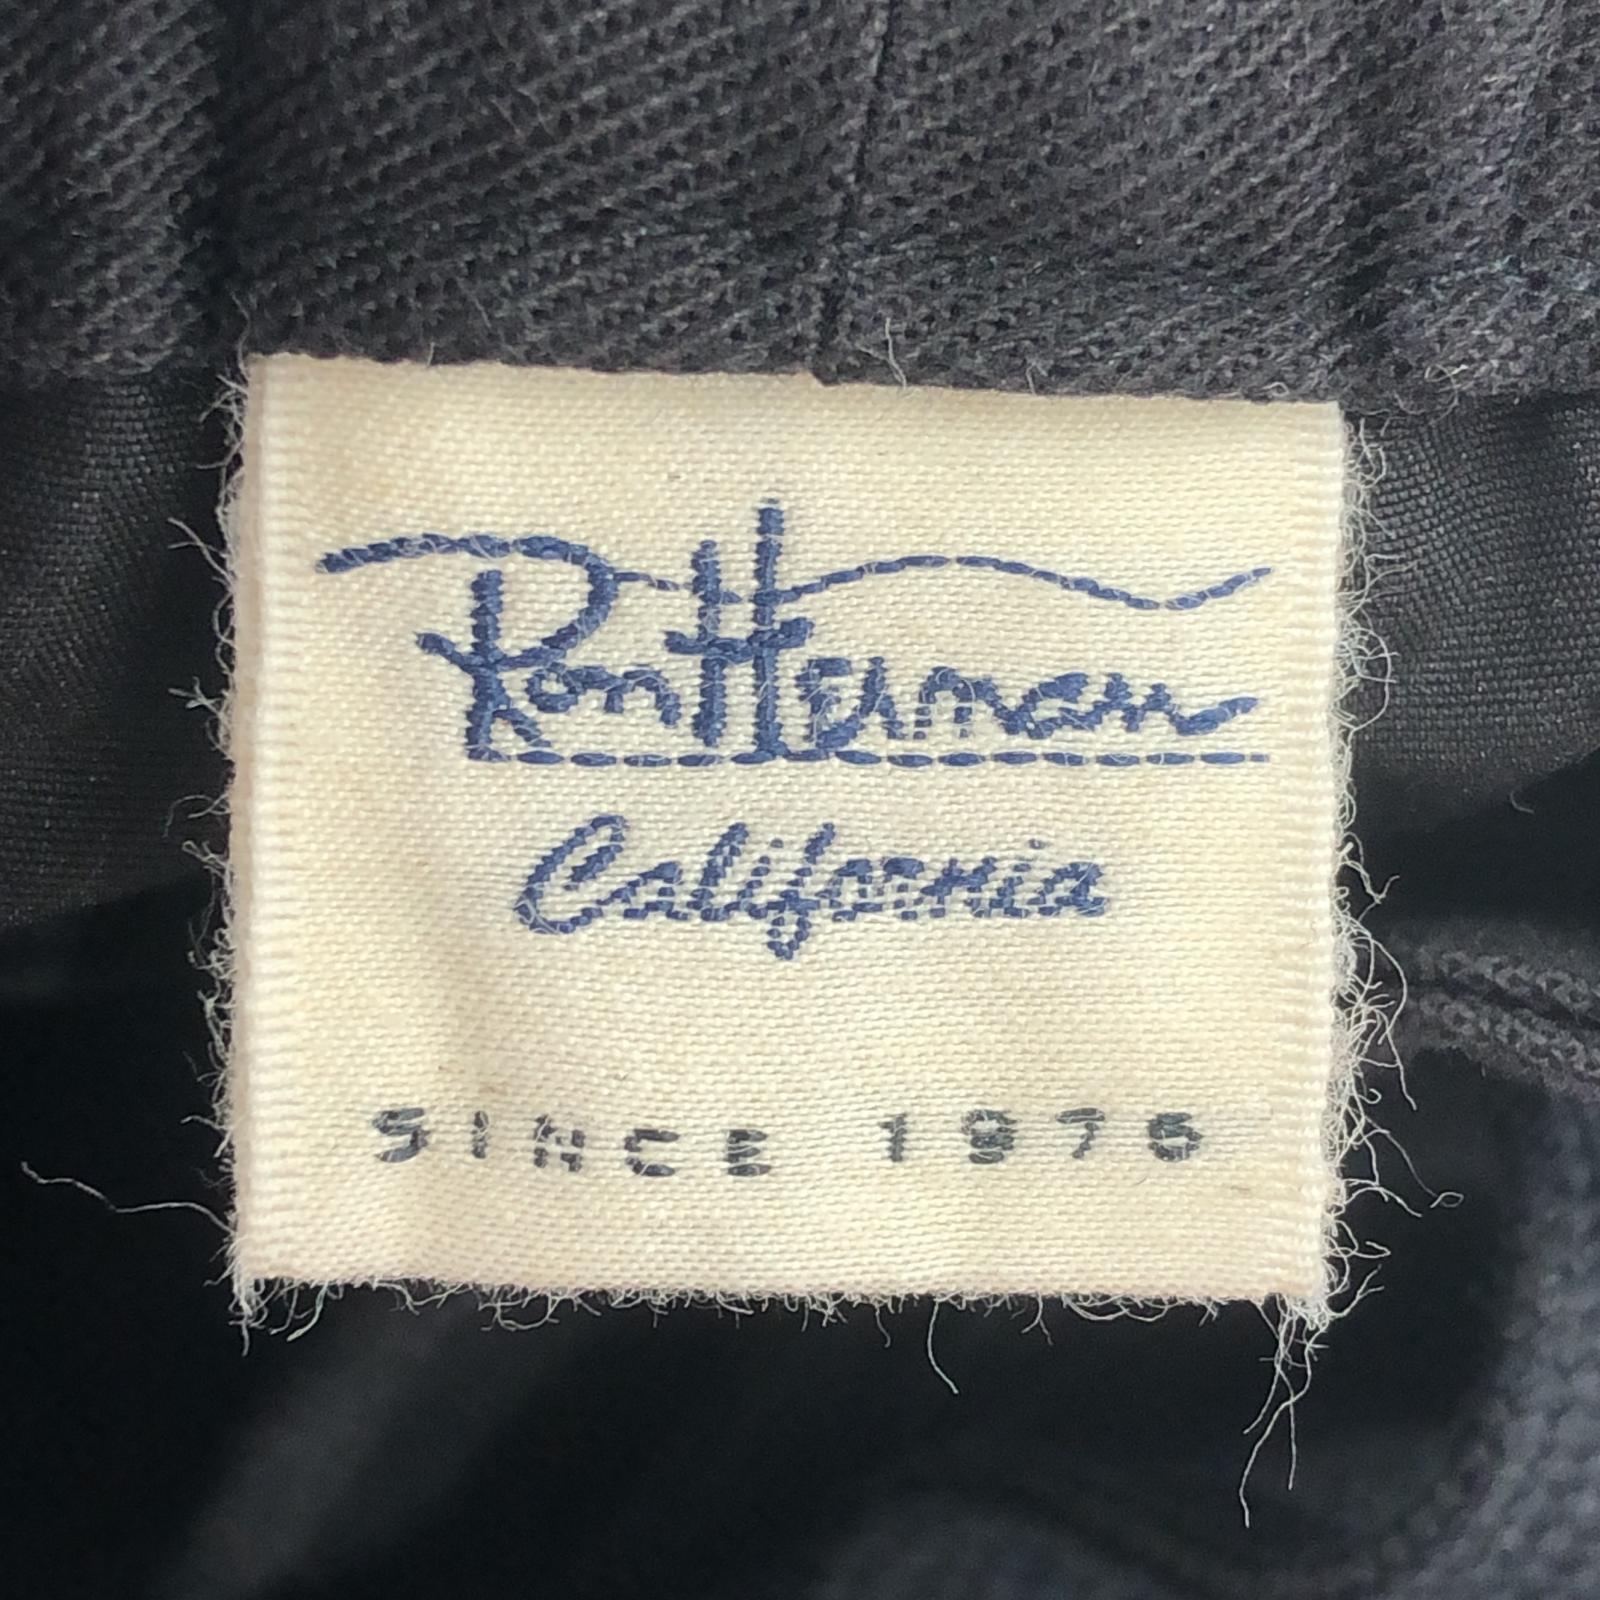 Ron Herman
California
SINCE 1976